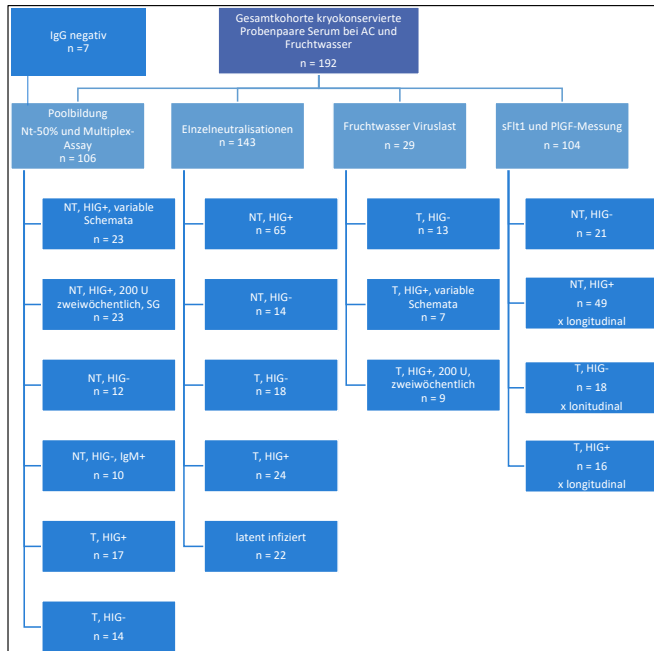 IgG negativ
n =7
Gesamtkohorte kryokonservierte
Probenpaare Serum bei AC und
Fruchtwasser
n = 192
Poolbildung
Nt-50% und Multiplex-
Assay
n = 106
EInzelneutralisationen
n = 143
Fruchtwasser Viruslast
n = 29
sFlt1 und PlGF-Messung
n = 104
NT, HIG+, variable
Schemata
n = 23
NT, HIG+, 200 U
zweiwöchentlich, SG
n = 23
NT, HIG-
n = 12
NT, HIG-, IgM+
n = 10
T, HIG+
n = 17
T, HIG-
n = 14
NT, HIG+
n = 65
NT, HIG-
n = 14
T, HIG-
n = 18
T, HIG+
n = 24
latent infiziert
n = 22
T, HIG-
n = 13
T, HIG+, variable
Schemata
n = 7
T, HIG+, 200 U,
zweiwöchentlich
n = 9
NT, HIG-
n = 21
NT, HIG+
n = 49
x longitudinal
T, HIG-
n = 18
x lonitudinal
T, HIG+
n = 16
x longitudinal